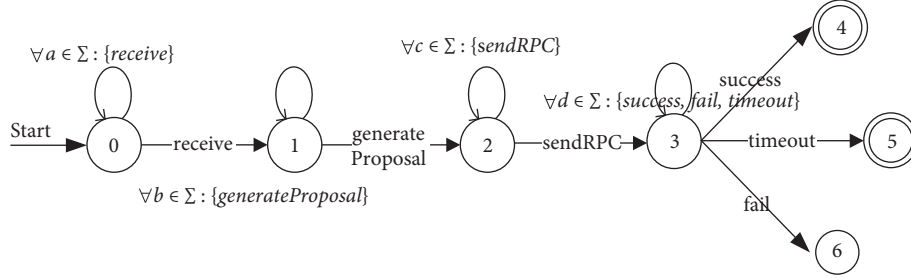 4
∀a ∈ Σ : {receive}
∀c ∈ Σ : {sendRPC}
success
∀d ∈ Σ : {success, fail, timeout}
Start
0
receive
1
generate
Proposal
2
sendRPC
3
timeout
5
∀b ∈ Σ : {generateProposal}
fail
6